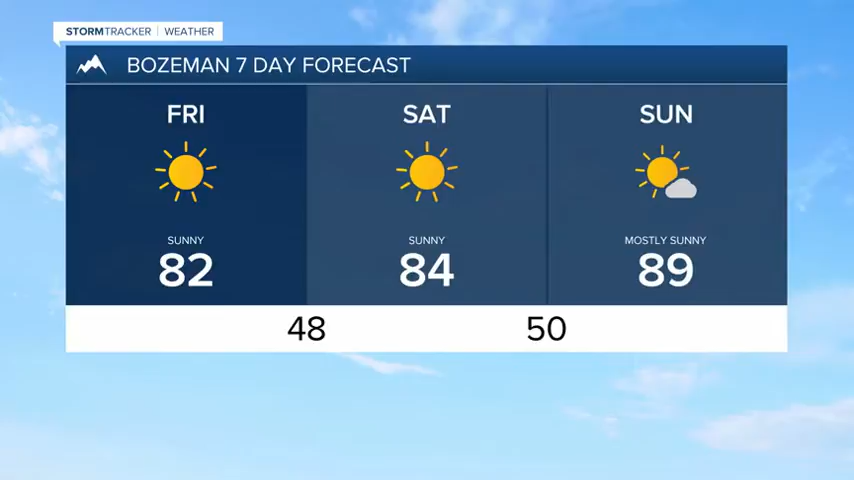 STORMTRACKER | WEATHER
BOZEMAN 7 DAY FORECAST
FRI
SAT
SUN
SUNNY
SUNNY
MOSTLY SUNNY
82
84
89
48
50